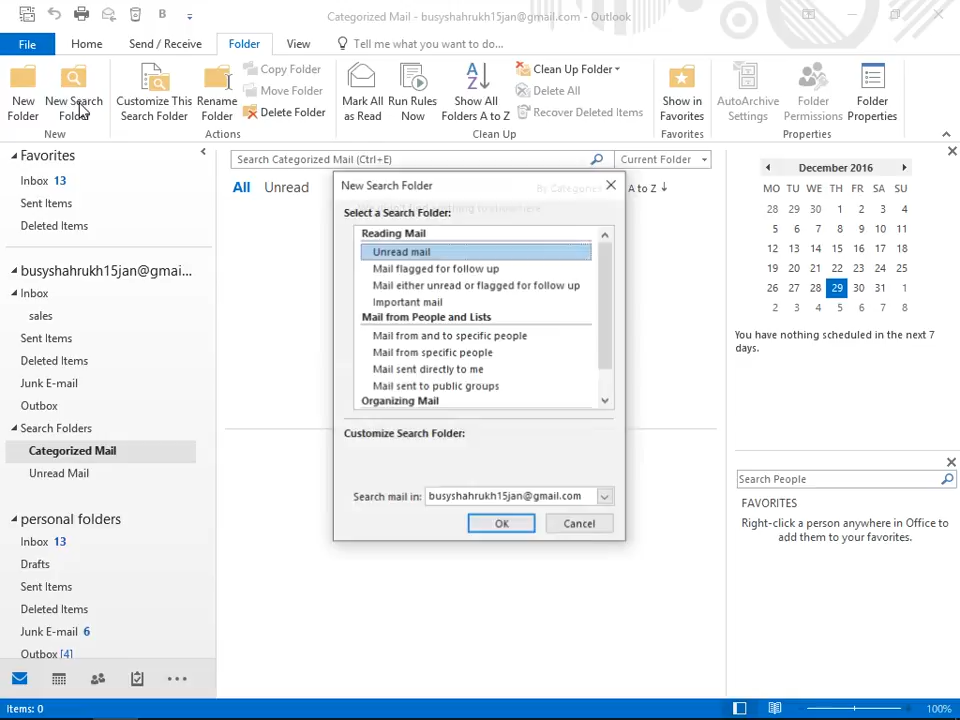 Categorized Mail - busyshahrukh15jan@gmail.com - Outlook
B
File Home Send / Receive Folder View Tell me what you want to do...
New Folder
New Search Folder
New
Customize This Search Folder
Rename Folder
Copy Folder
Move Folder
Delete Folder
Actions
Mark All as Read
Run Rules Now
Show All Folders A to Z
Clean Up Folder
Delete All
Recover Deleted Items
Clean Up
Show in Favorites
Favorites
AutoArchive Settings
Folder Permissions
Folder Properties
Properties
Favorites
Inbox 13
Sent Items
Deleted Items
busyshahrukh15jan@gmai...
Inbox
sales
Sent Items
Deleted Items
Junk E-mail
Outbox
Search Folders
Categorized Mail
Unread Mail
personal folders
Inbox 13
Drafts
Sent Items
Deleted Items
Junk E-mail 6
Outbox [4]
Items: 0
Search Categorized Mail (Ctrl+E)
Current Folder
All Unread
By Categories
A to Z
New Search Folder
Select a Search Folder:
Reading Mail
Unread mail
Mail flagged for follow up
Mail either unread or flagged for follow up
Important mail
Mail from People and Lists
Mail from and to specific people
Mail from specific people
Mail sent directly to me
Mail sent to public groups
Organizing Mail
Customize Search Folder:
Search mail in: busyshahrukh15jan@gmail.com
OK Cancel
December 2016
MO TU WE TH FR SA SU
28 29 30 1 2 3 4
5 6 7 8 9 10 11
12 13 14 15 16 17 18
19 20 21 22 23 24 25
26 27 28 29 30 31 1
2 3 4 5 6 7 8
You have nothing scheduled in the next 7
days.
Search People
FAVORITES
Right-click a person anywhere in Office to
add them to your favorites.
100%